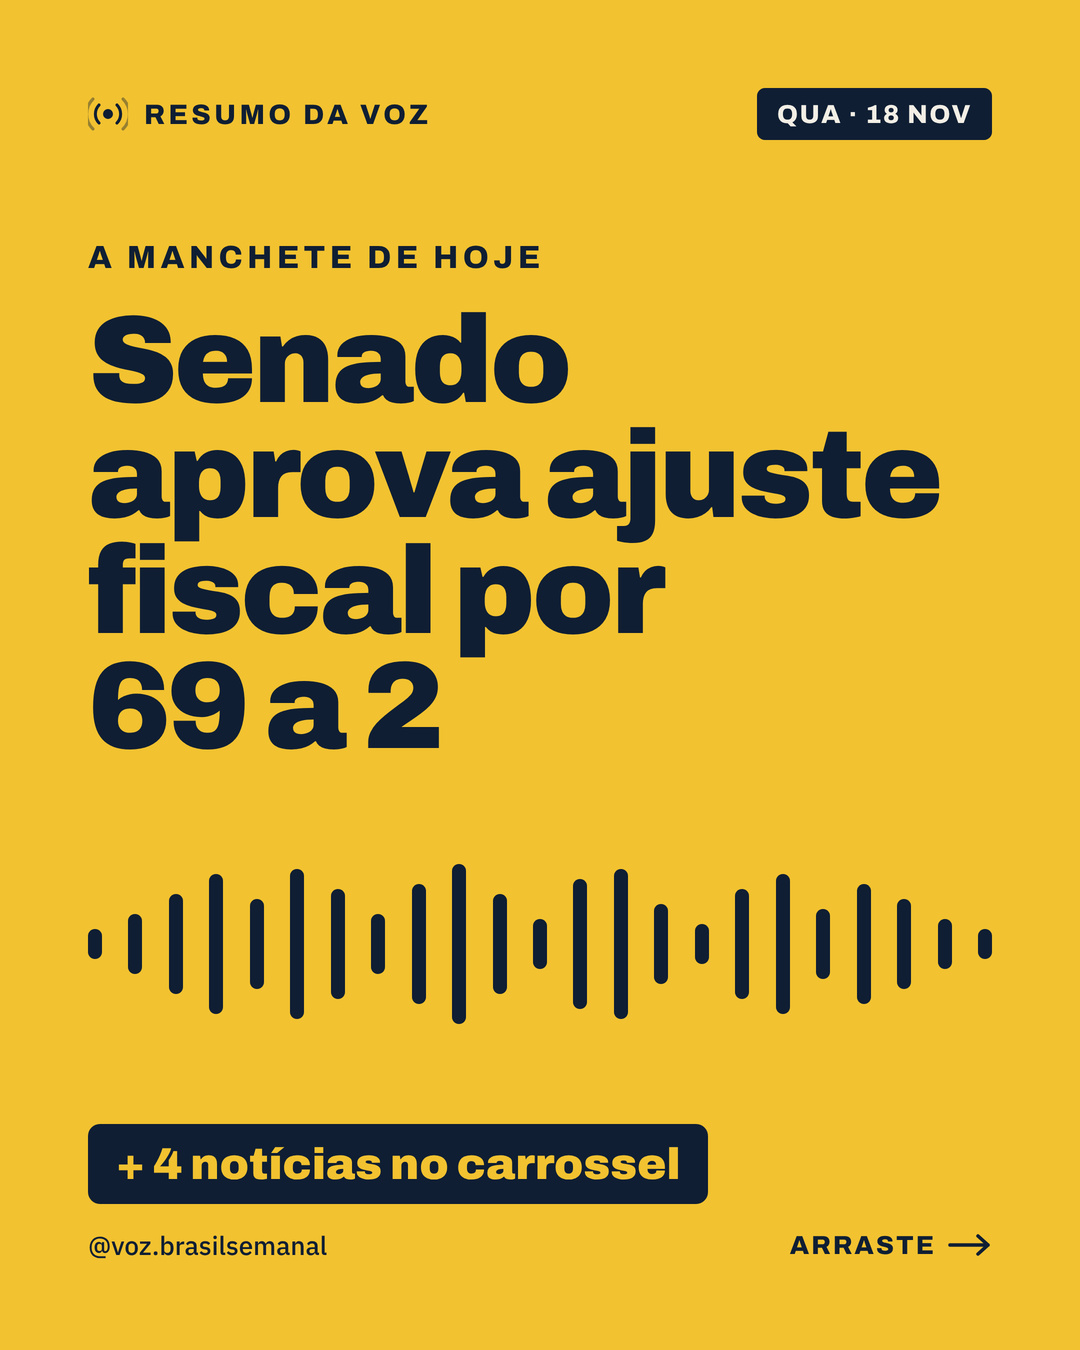 RESUMO DA VOZ
QUA · 18 NOV
A MANCHETE DE HOJE
Senado
aprova ajuste
fiscal por
69 a 2
+ 4 notícias no carrossel
@voz.brasilsemanal
ARRASTE →